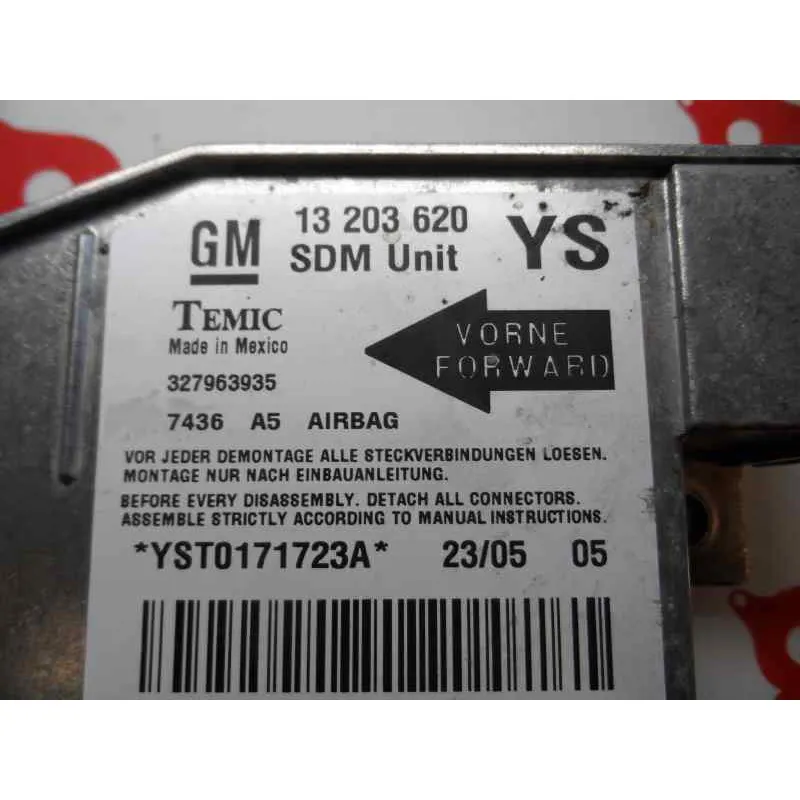 GM 13 203 620 YS
SDM Unit
TEMIC
Made in Mexico
VORNE
FORWARD
327963935
7436 A5 AIRBAG
VOR JEDER DEMONTAGE ALLE STECKVERBINDUNGEN LOESEN.
MONTAGE NUR NACH EINBAUANLEITUNG.
BEFORE EVERY DISASSEMBLY. DETACH ALL CONNECTORS.
ASSEMBLE STRICTLY ACCORDING TO MANUAL INSTRUCTIONS.
*YST0171723A* 23/05 05